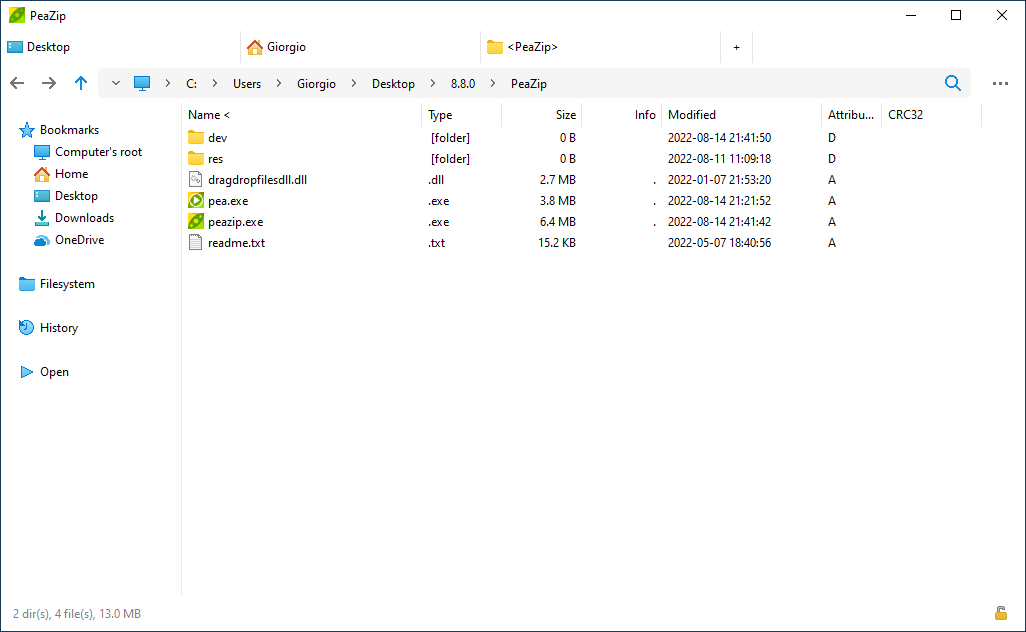 PeaZip
Desktop Giorgio <PeaZip> +
C: Users Giorgio Desktop 8.8.0 PeaZip
Bookmarks
Computer's root
Home
Desktop
Downloads
OneDrive
Filesystem
History
Open
Name < Type Size Info Modified Attribu... CRC32
dev [folder] 0 B 2022-08-14 21:41:50 D
res [folder] 0 B 2022-08-11 11:09:18 D
dragdropfilesdll.dll .dll 2.7 MB . 2022-01-07 21:53:20 A
pea.exe .exe 3.8 MB . 2022-08-14 21:21:52 A
peazip.exe .exe 6.4 MB . 2022-08-14 21:41:42 A
readme.txt .txt 15.2 KB 2022-05-07 18:40:56 A
2 dir(s), 4 file(s), 13.0 MB